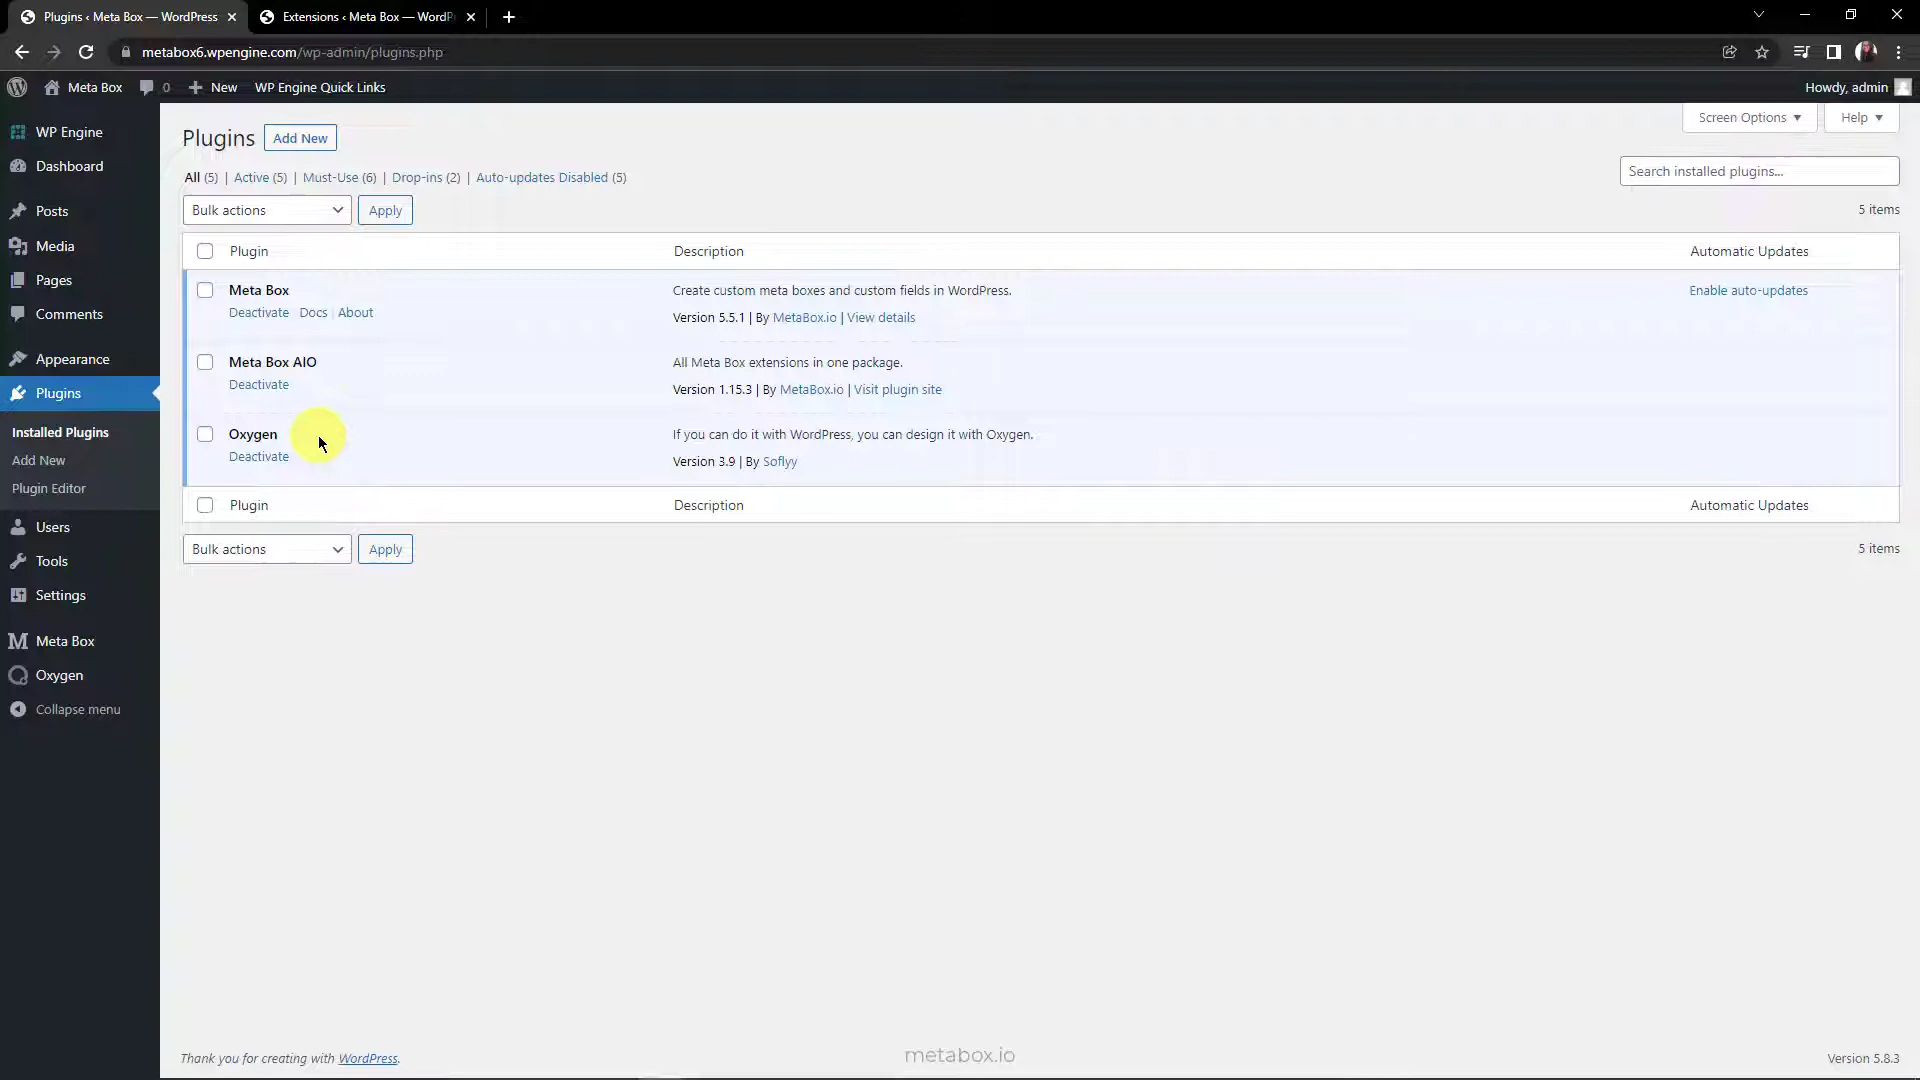 Plugins ‹ Meta Box — WordPress
Extensions ‹ Meta Box — WordP
metabox6.wpengine.com/wp-admin/plugins.php
Meta Box 0 New WP Engine Quick Links Howdy, admin
WP Engine
Dashboard
Posts
Media
Pages
Comments
Appearance
Plugins
Installed Plugins
Add New
Plugin Editor
Users
Tools
Settings
Meta Box
Oxygen
Collapse menu
Screen Options Help
Plugins Add New
All (5) | Active (5) | Must-Use (6) | Drop-ins (2) | Auto-updates Disabled (5)
Search installed plugins...
Bulk actions Apply 5 items
Plugin Description Automatic Updates
Meta Box Create custom meta boxes and custom fields in WordPress. Enable auto-updates
Deactivate | Docs | About Version 5.5.1 | By MetaBox.io | View details
Meta Box AIO All Meta Box extensions in one package.
Deactivate Version 1.15.3 | By MetaBox.io | Visit plugin site
Oxygen If you can do it with WordPress, you can design it with Oxygen.
Deactivate Version 3.9 | By Soflyy
Plugin Description Automatic Updates
Bulk actions Apply 5 items
Thank you for creating with WordPress. metabox.io Version 5.8.3